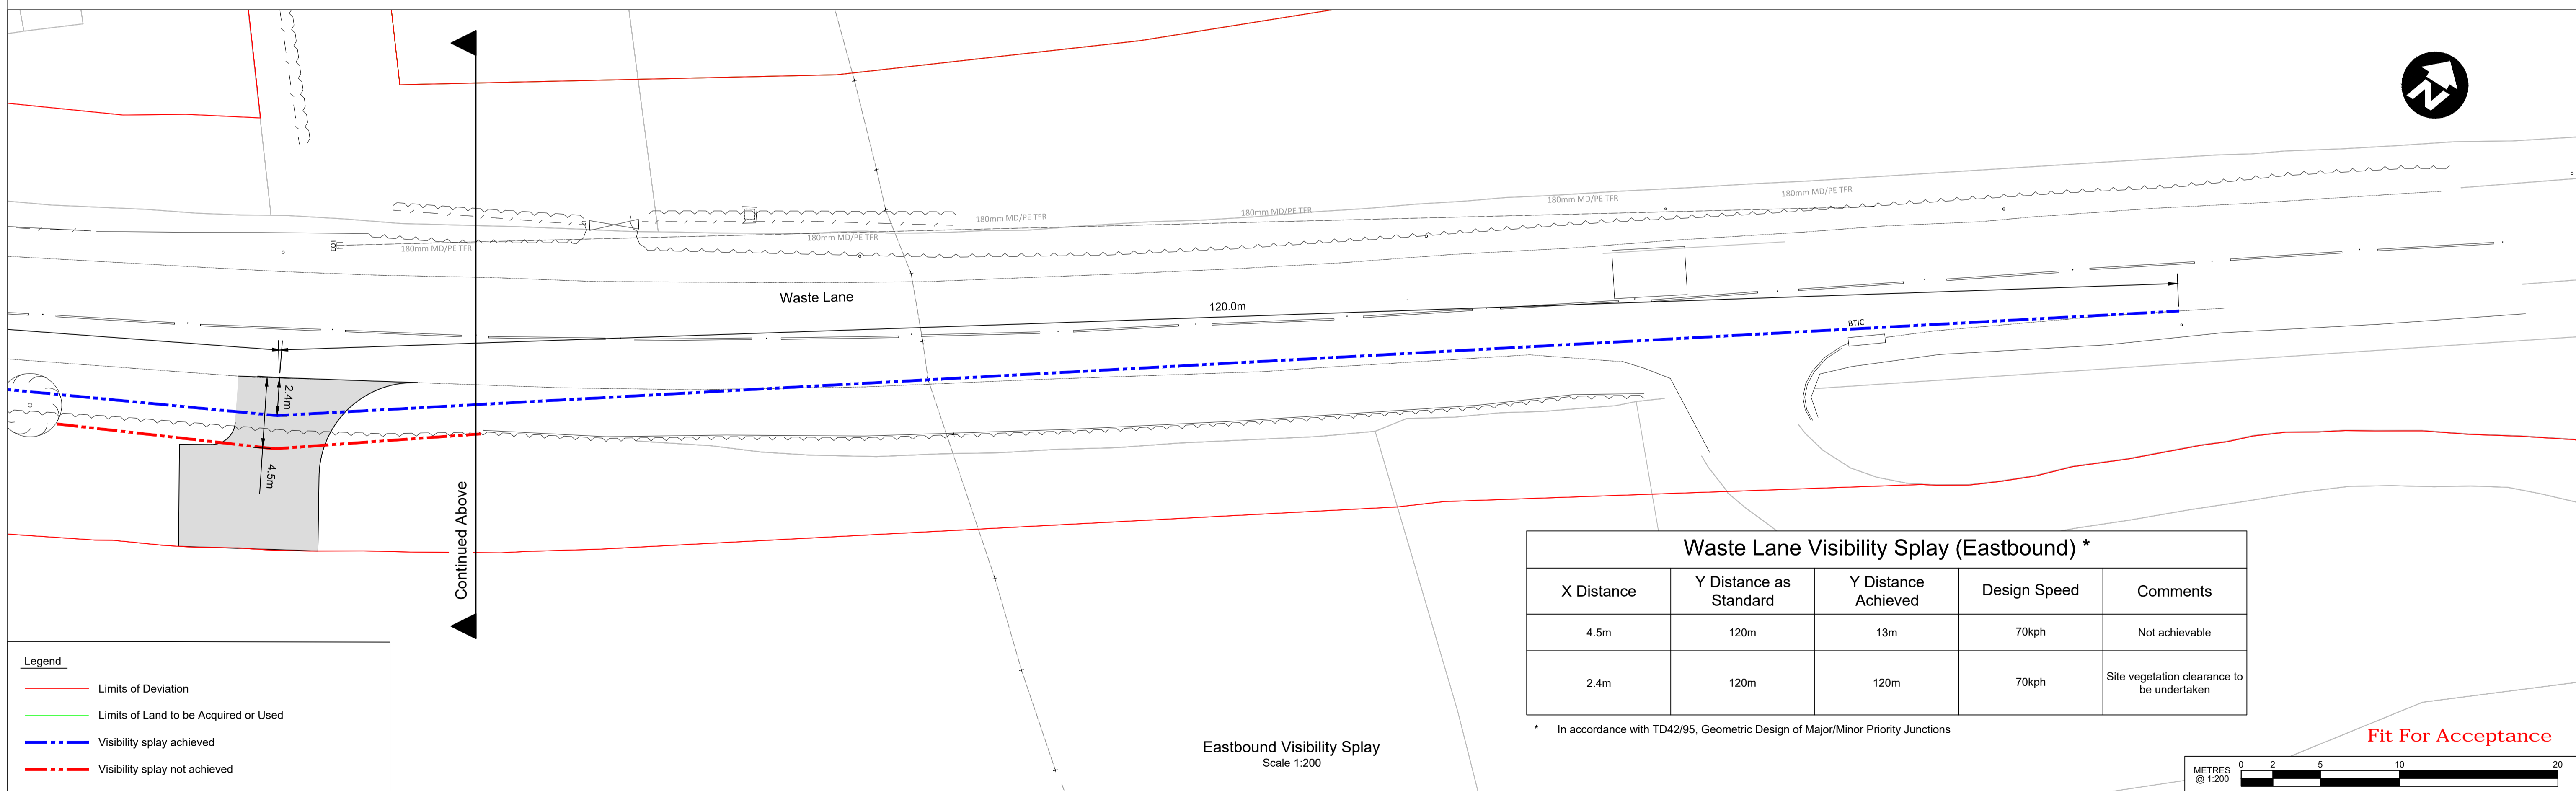 N
180mm MD/PE TFR
180mm MD/PE TFR
180mm MD/PE TFR
180mm MD/PE TFR
180mm MD/PE TFR
180mm MD/PE TFR
EOT
Waste Lane
120.0m
BTIC
2.4m
4.5m
Continued Above
Waste Lane Visibility Splay (Eastbound) *
X Distance
Y Distance as
Standard
Y Distance
Achieved
Design Speed
Comments
4.5m
120m
13m
70kph
Not achievable
2.4m
120m
120m
70kph
Site vegetation clearance to
be undertaken
* In accordance with TD42/95, Geometric Design of Major/Minor Priority Junctions
Legend
Limits of Deviation
Limits of Land to be Acquired or Used
Visibility splay achieved
Visibility splay not achieved
Eastbound Visibility Splay
Scale 1:200
Fit For Acceptance
METRES
@ 1:200
0 2 5 10 20